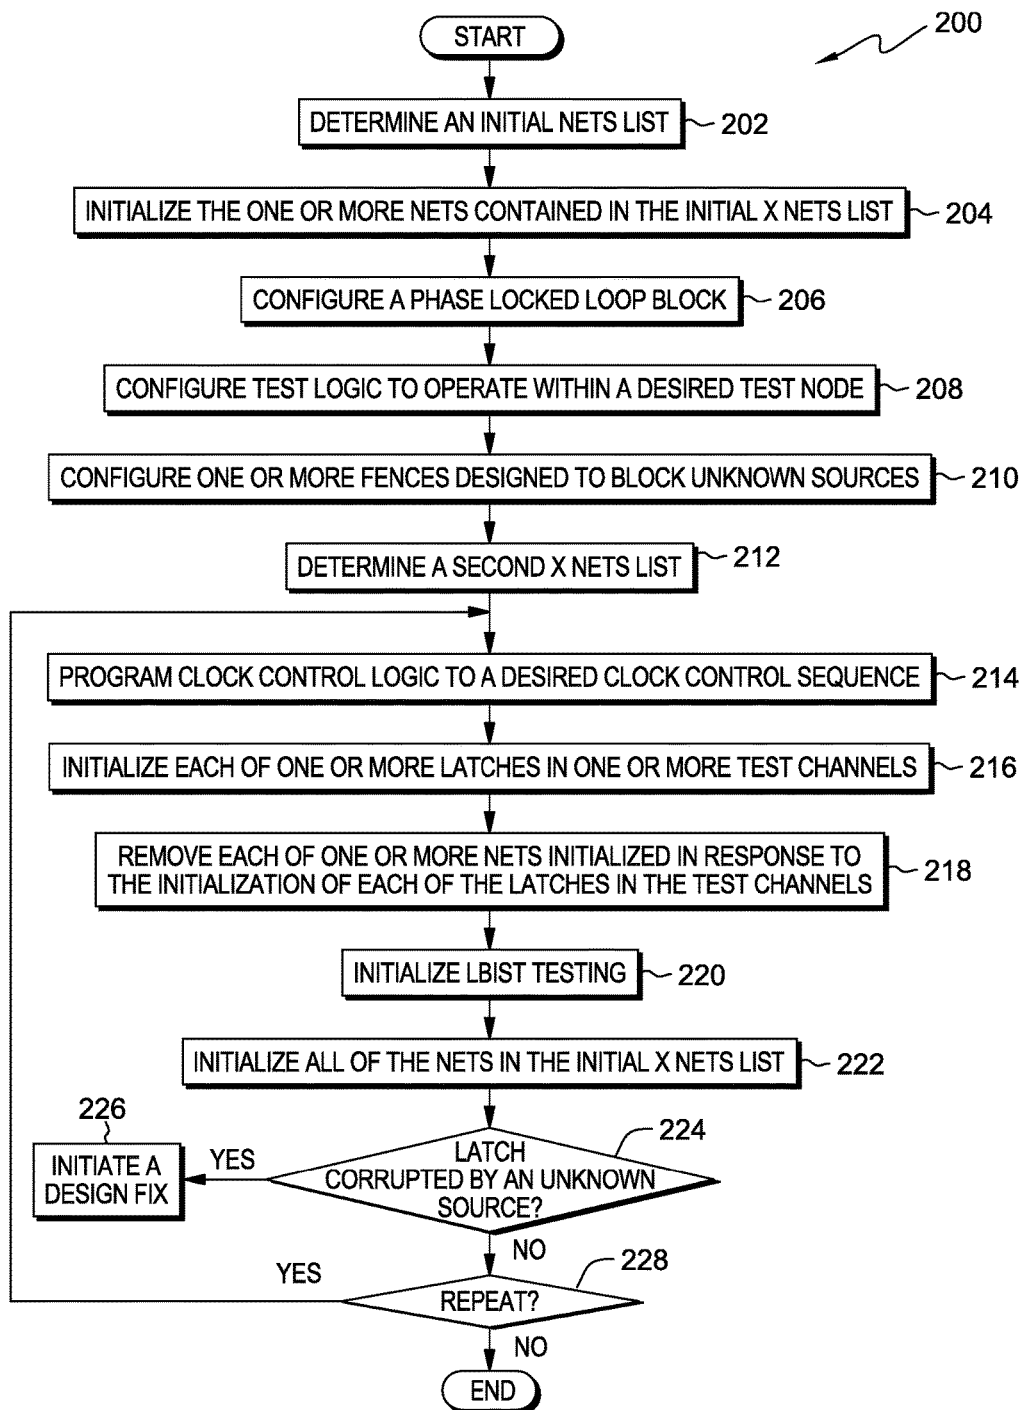 START
200
DETERMINE AN INITIAL NETS LIST
202
INITIALIZE THE ONE OR MORE NETS CONTAINED IN THE INITIAL X NETS LIST
204
CONFIGURE A PHASE LOCKED LOOP BLOCK
206
CONFIGURE TEST LOGIC TO OPERATE WITHIN A DESIRED TEST NODE
208
CONFIGURE ONE OR MORE FENCES DESIGNED TO BLOCK UNKNOWN SOURCES
210
DETERMINE A SECOND X NETS LIST
212
PROGRAM CLOCK CONTROL LOGIC TO A DESIRED CLOCK CONTROL SEQUENCE
214
INITIALIZE EACH OF ONE OR MORE LATCHES IN ONE OR MORE TEST CHANNELS
216
REMOVE EACH OF ONE OR MORE NETS INITIALIZED IN RESPONSE TO
THE INITIALIZATION OF EACH OF THE LATCHES IN THE TEST CHANNELS
218
INITIALIZE LBIST TESTING
220
INITIALIZE ALL OF THE NETS IN THE INITIAL X NETS LIST
222
LATCH
CORRUPTED BY AN UNKNOWN
SOURCE?
224
YES
226
INITIATE A
DESIGN FIX
NO
REPEAT?
228
YES
NO
END